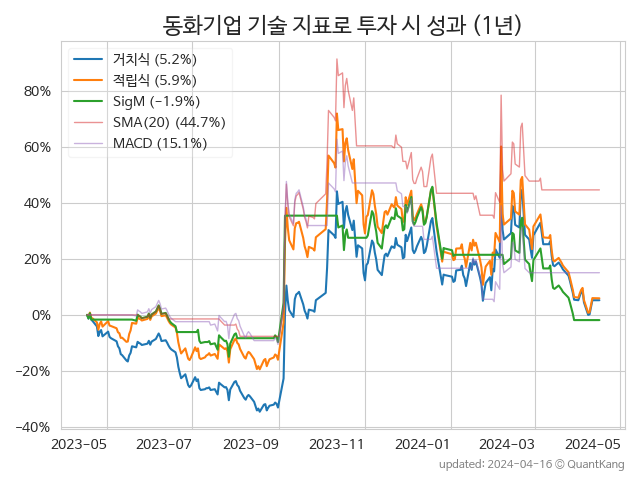 동화기업 기술 지표로 투자 시 성과 (1년)
거치식 (5.2%)
적립식 (5.9%)
SigM (−1.9%)
SMA(20) (44.7%)
MACD (15.1%)
80%
60%
40%
20%
0%
−20%
−40%
2023-05 2023-07 2023-09 2023-11 2024-01 2024-03 2024-05
updated: 2024-04-16 © QuantKang